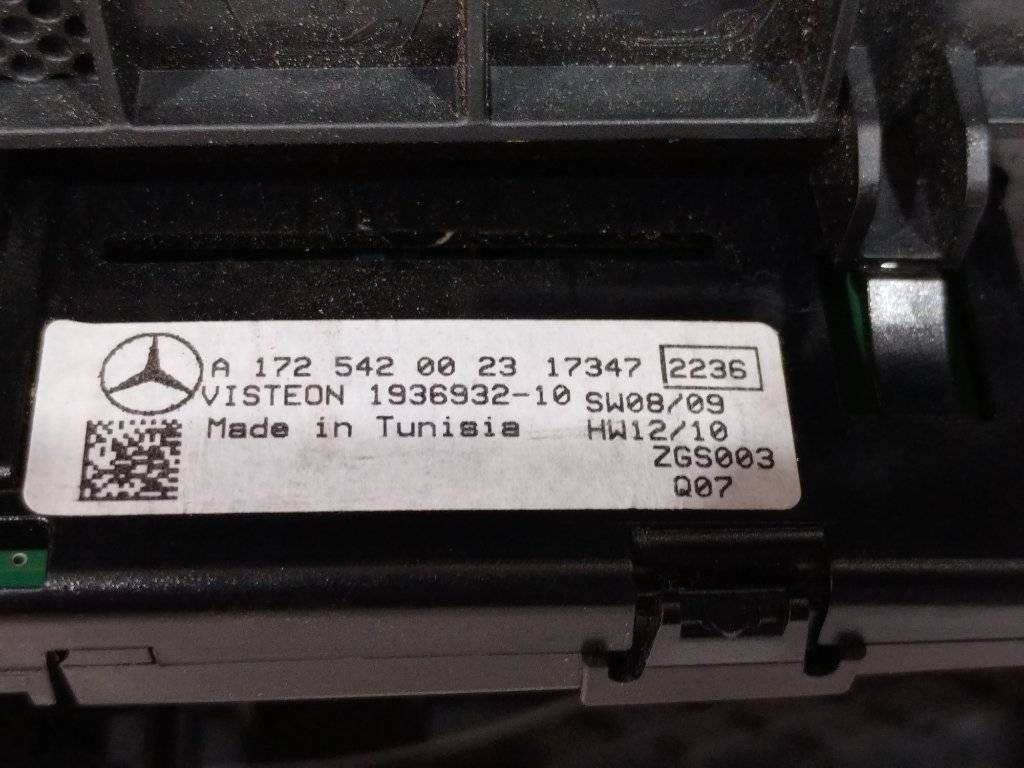 A 172 542 00 23 17347 2236
VISTEON 1936932-10 SW08/09
Made in Tunisia HW12/10
ZGS003
Q07